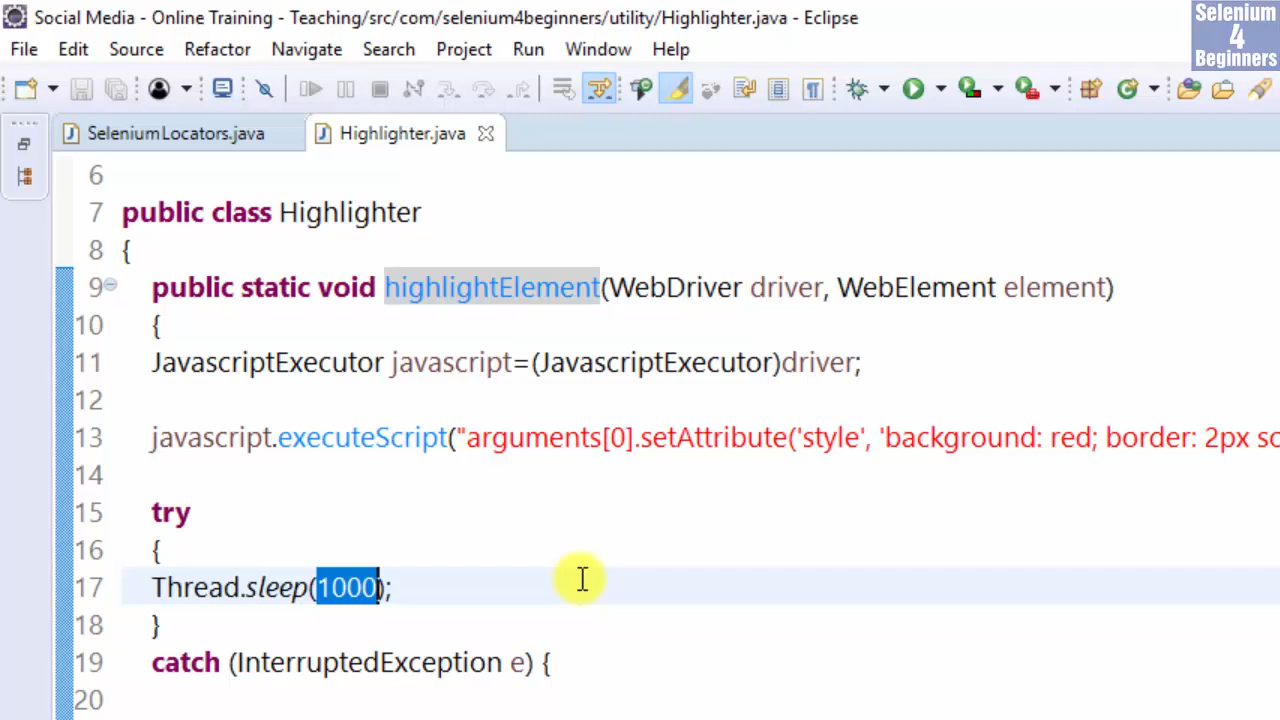 Social Media - Online Training - Teaching/src/com/selenium4beginners/utility/Highlighter.java - Eclipse
Selenium
4
Beginners
File Edit Source Refactor Navigate Search Project Run Window Help
SeleniumLocators.java Highlighter.java
6
7 public class Highlighter
8 {
9 public static void highlightElement(WebDriver driver, WebElement element)
10 {
11 JavascriptExecutor javascript=(JavascriptExecutor)driver;
12
13 javascript.executeScript("arguments[0].setAttribute('style', 'background: red; border: 2px so
14
15 try
16 {
17 Thread.sleep(1000);
18 }
19 catch (InterruptedException e) {
20